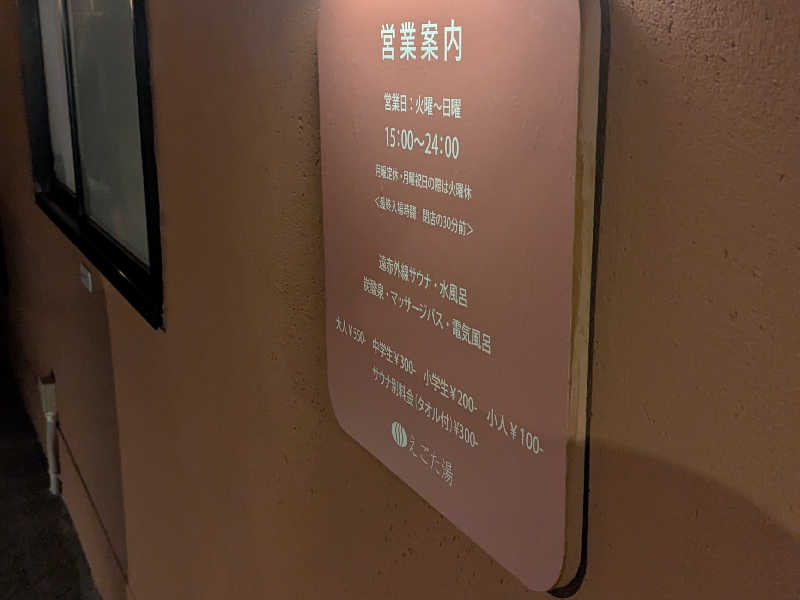 営業案内
営業日：火曜～日曜
15:00～24:00
月曜定休・月曜祝日の際は火曜休
<最終入場時間　閉店の30分前>
遠赤外線サウナ・水風呂
炭酸泉・マッサージバス・電気風呂
大人￥550- 中学生￥300- 小学生￥200- 小人￥100-
サウナ別料金(タオル付)￥300-
えごた湯